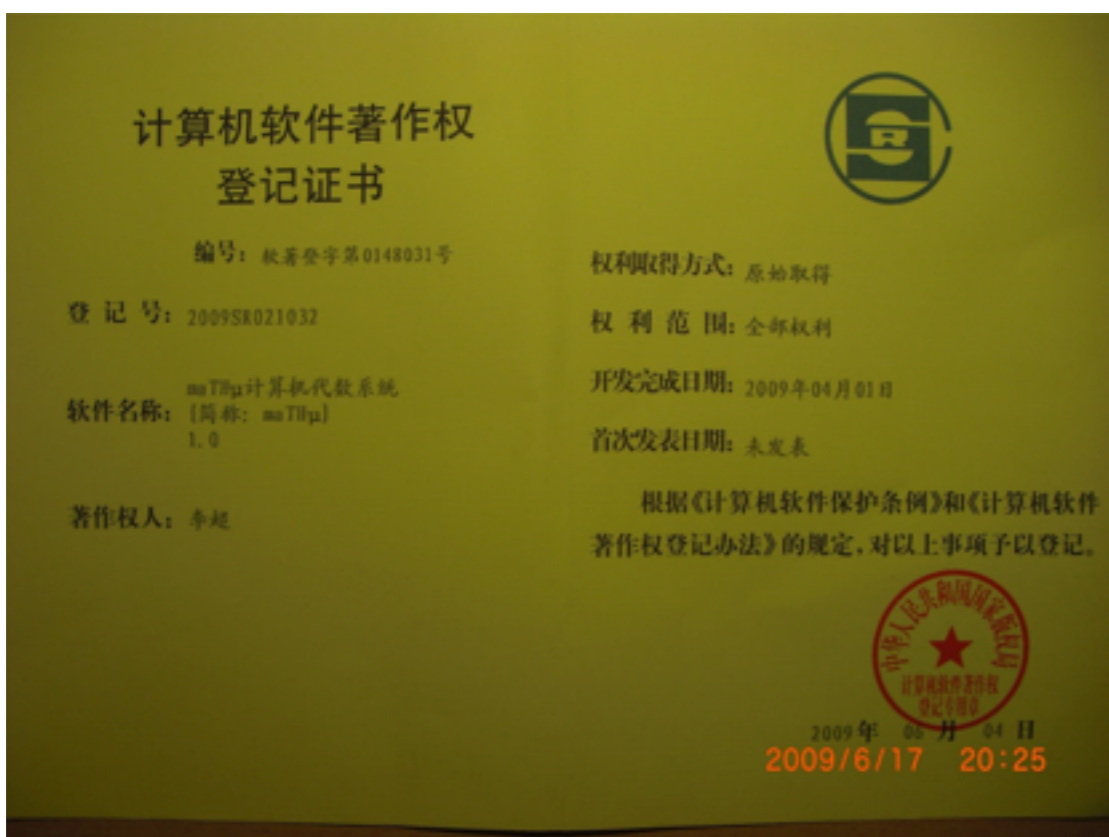 计算机软件著作权
登记证书
编号：软著登字第0148031号
登 记 号：2009SR021032
软件名称：maTHμ计算机代数系统
[简称：maTHμ]
1.0
著作权人：李超
R
权利取得方式：原始取得
权 利 范 围：全部权利
开发完成日期：2009年04月01日
首次发表日期：未发表
根据《计算机软件保护条例》和《计算机软件
著作权登记办法》的规定，对以上事项予以登记。
中华人民共和国国家版权局
计算机软件著作权
登记专用章
2009年 06月 04日
2009/6/17 20:25